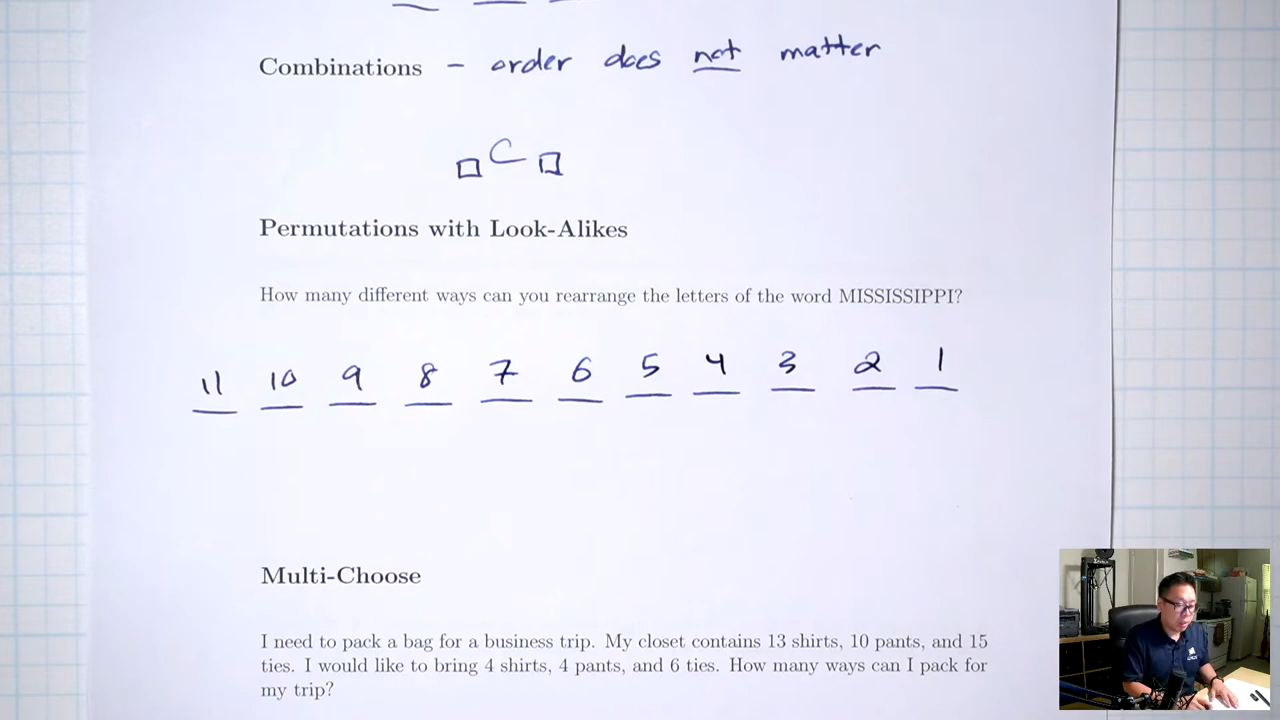 Combinations - order does not matter
□ C □
Permutations with Look-Alikes
How many different ways can you rearrange the letters of the word MISSISSIPPI?
11 10 9 8 7 6 5 4 3 2 1
Multi-Choose
I need to pack a bag for a business trip. My closet contains 13 shirts, 10 pants, and 15
ties. I would like to bring 4 shirts, 4 pants, and 6 ties. How many ways can I pack for
my trip?